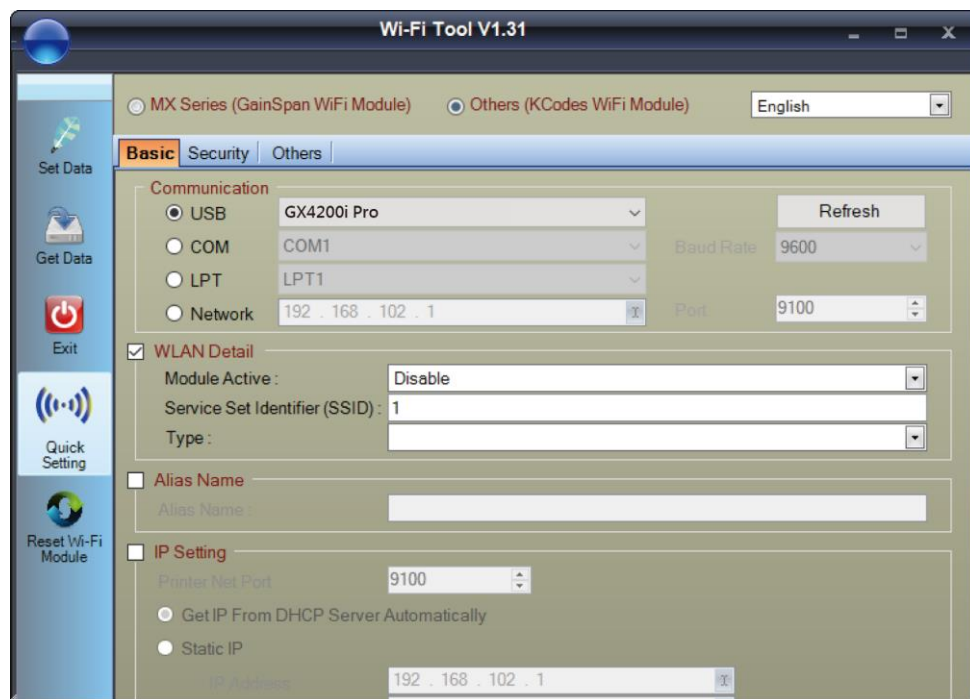 Wi-Fi Tool V1.31
MX Series (GainSpan WiFi Module) Others (KCodes WiFi Module) English
Set Data
Get Data
Exit
Quick Setting
Reset Wi-Fi Module
Basic Security Others
Communication
USB GX4200i Pro Refresh
COM COM1 Baud Rate 9600
LPT LPT1
Network 192 . 168 . 102 . 1 Port 9100
WLAN Detail
Module Active : Disable
Service Set Identifier (SSID) : 1
Type :
Alias Name
Alias Name :
IP Setting
Printer Net Port 9100
Get IP From DHCP Server Automatically
Static IP
IP Address 192 . 168 . 102 . 1